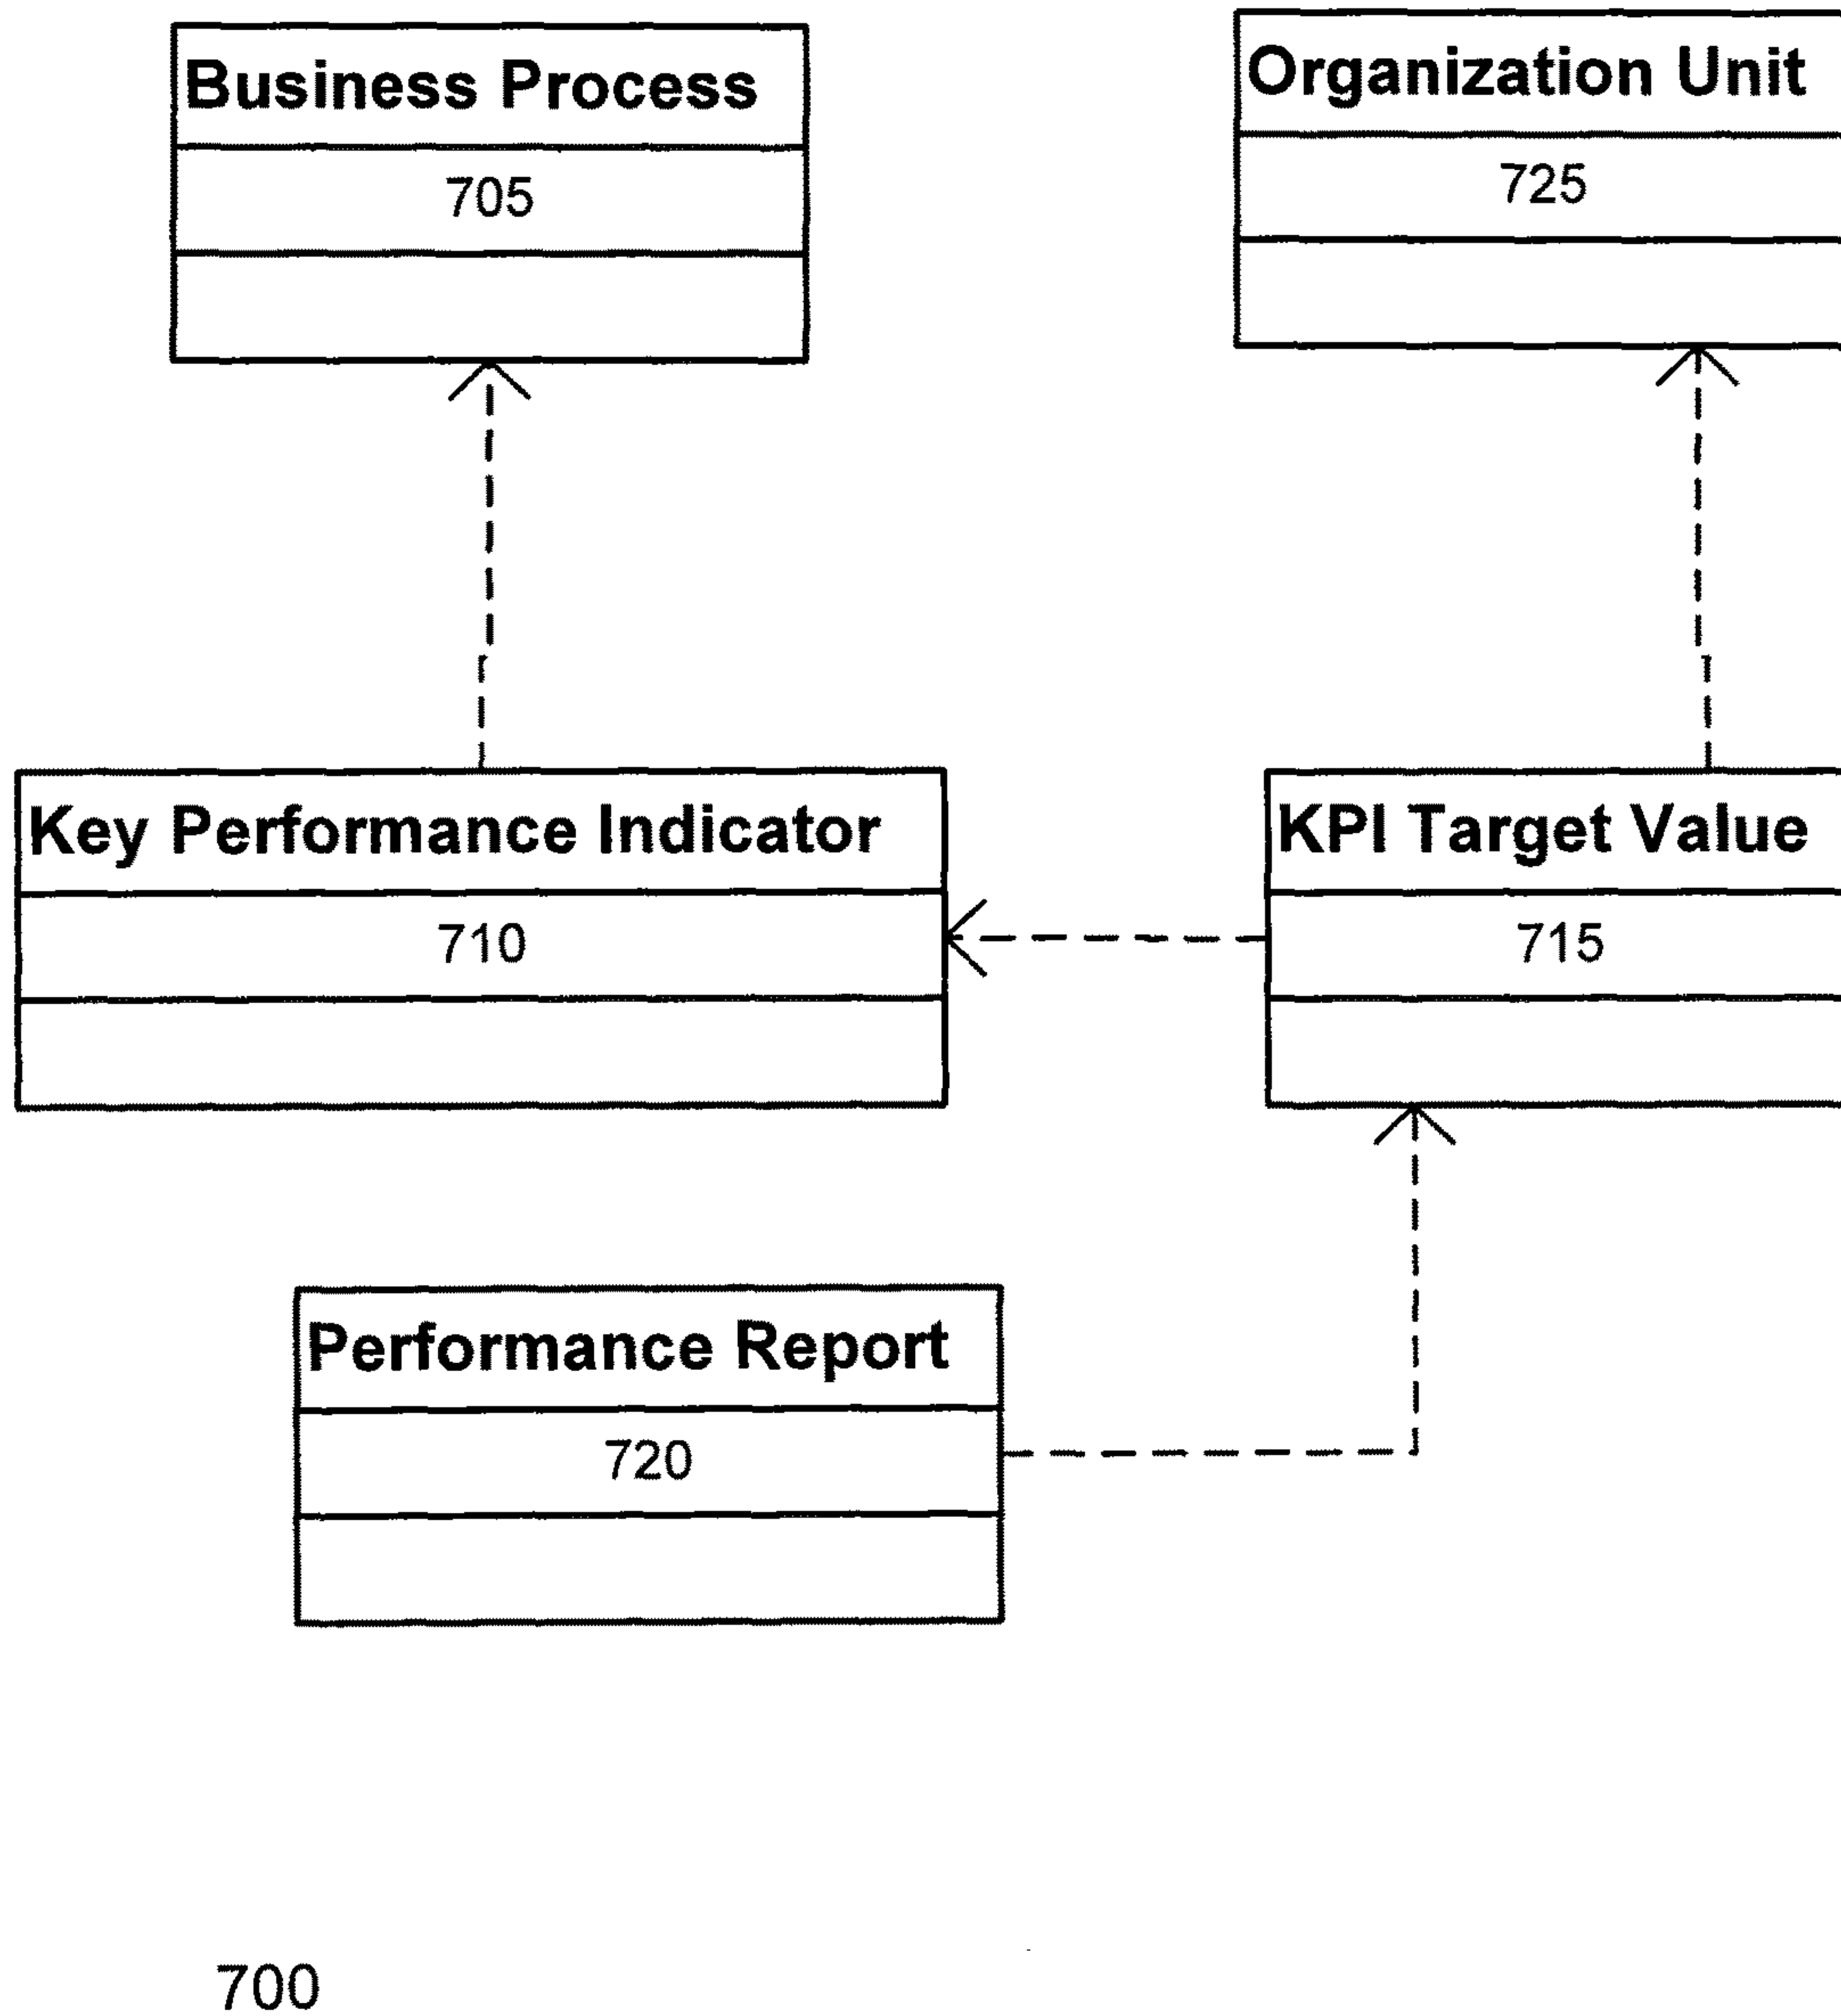 Business Process
705
Organization Unit
725
Key Performance Indicator
710
KPI Target Value
715
Performance Report
720
700